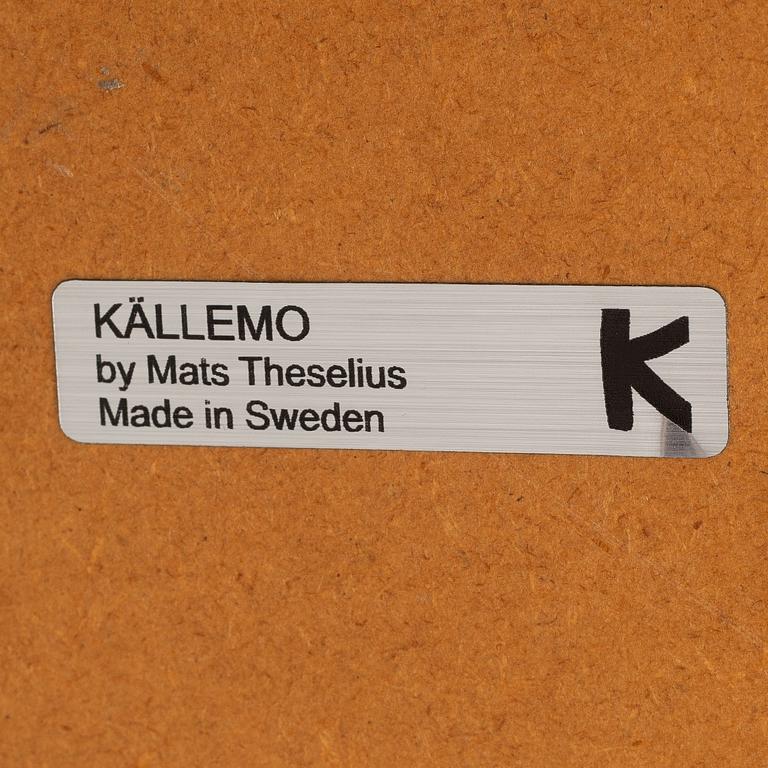 KÄLLEMO
by Mats Theselius
Made in Sweden
K